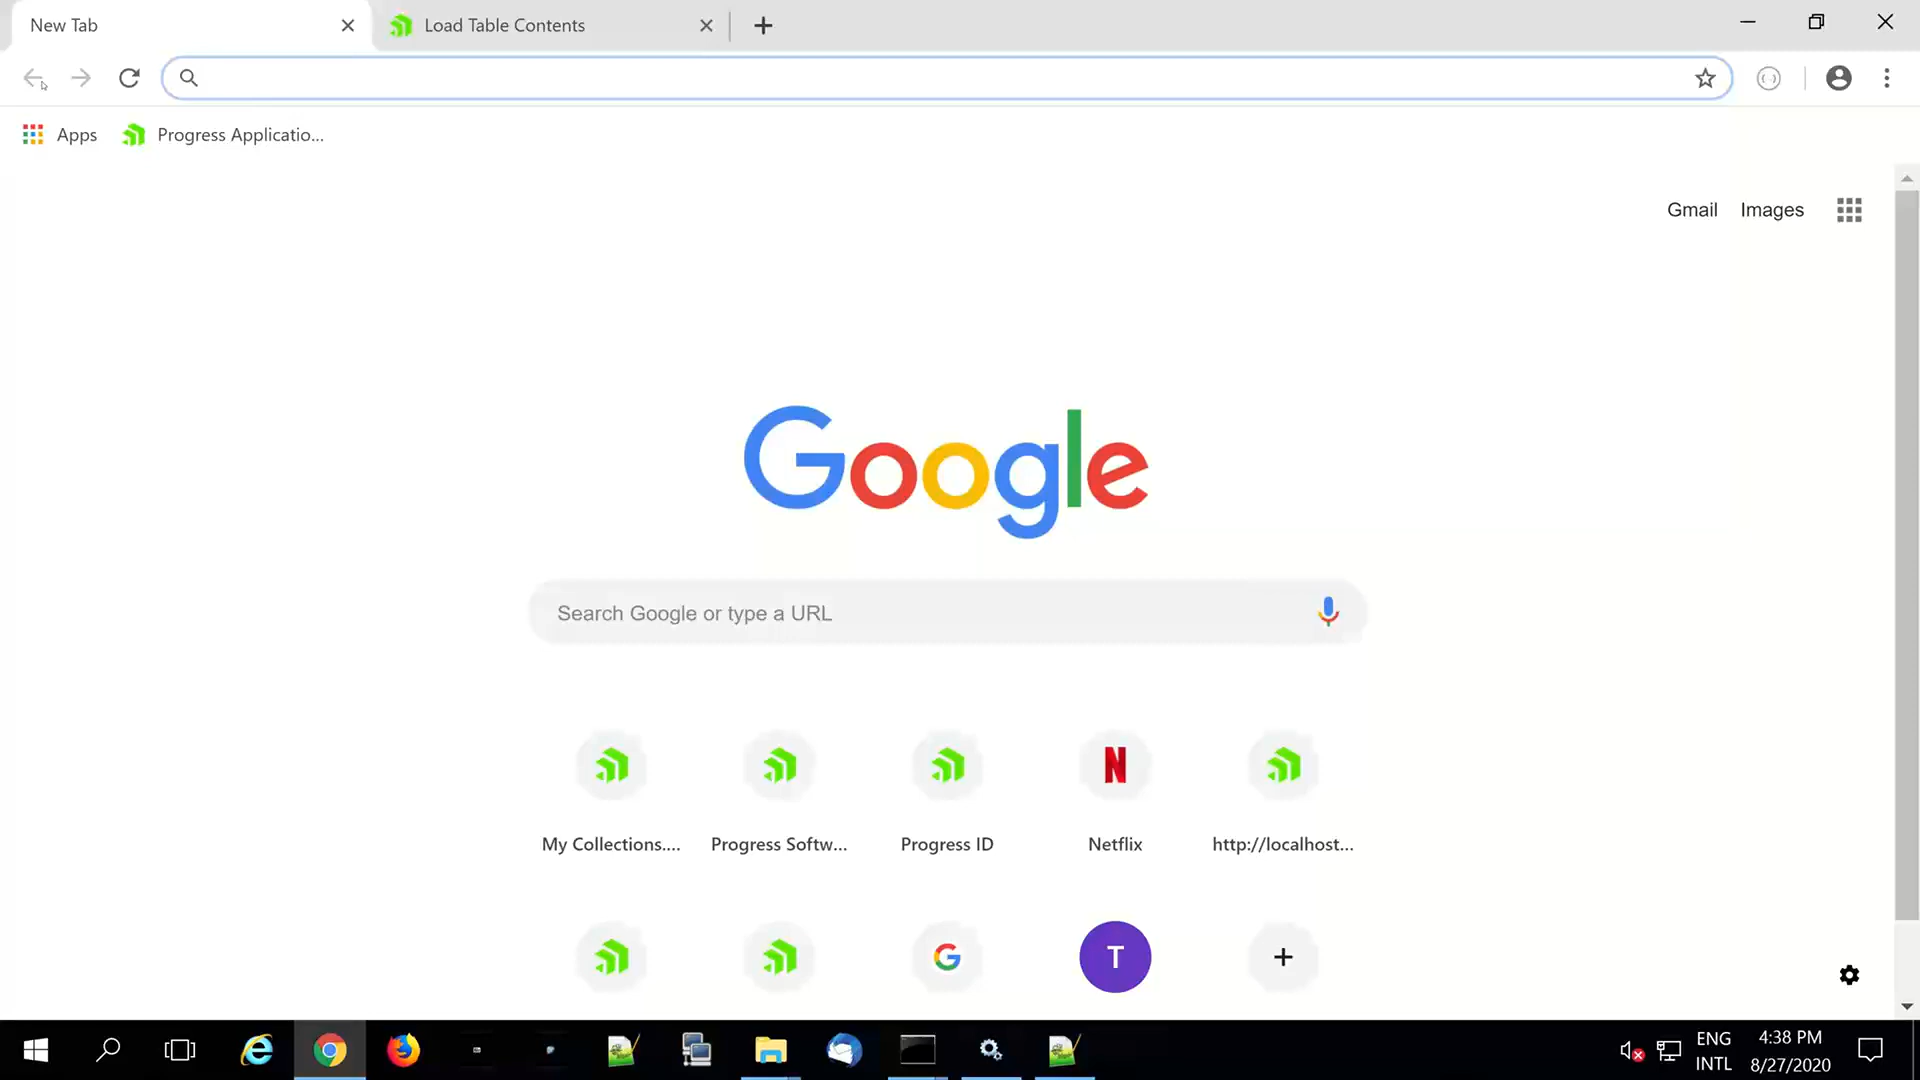 New Tab
Load Table Contents
Apps
Progress Applicatio...
Gmail
Images
Google
Search Google or type a URL
N
My Collections....
Progress Softw...
Progress ID
Netflix
http://localhost...
G
T
ENG
INTL
4:38 PM
8/27/2020